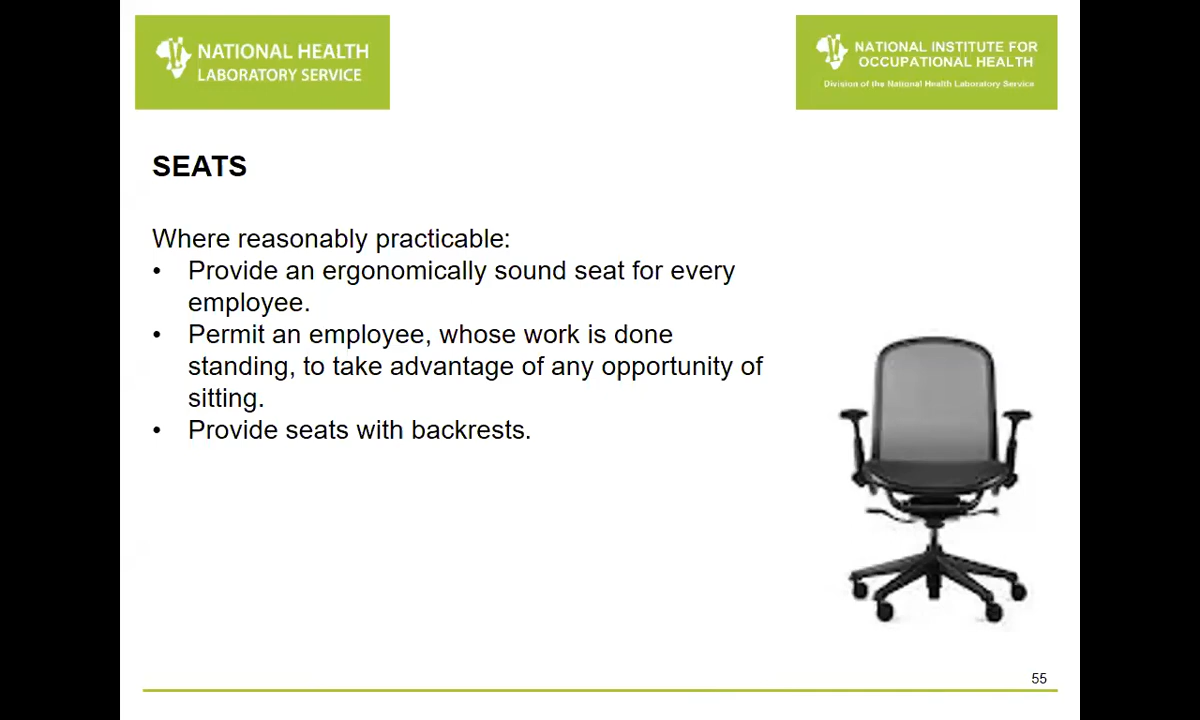 NATIONAL HEALTH
LABORATORY SERVICE
NATIONAL INSTITUTE FOR
OCCUPATIONAL HEALTH
Division of the National Health Laboratory Service
SEATS
Where reasonably practicable:
• Provide an ergonomically sound seat for every
employee.
• Permit an employee, whose work is done
standing, to take advantage of any opportunity of
sitting.
• Provide seats with backrests.
55